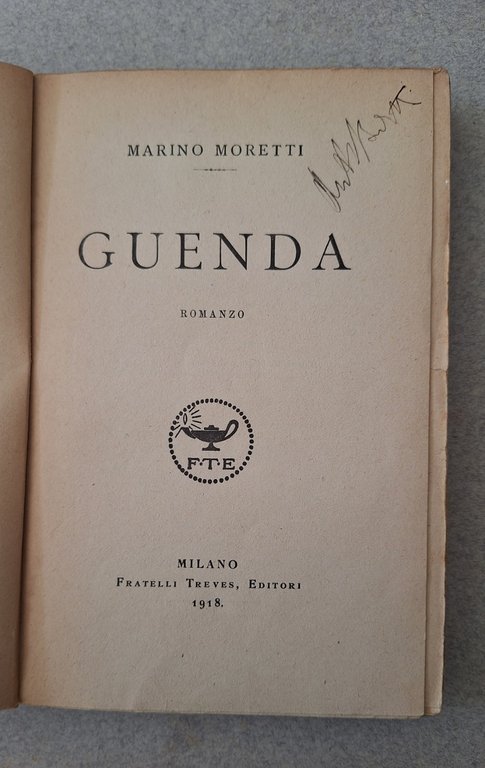 MARINO MORETTI
GUENDA
ROMANZO
F·T·E
MILANO
FRATELLI TREVES, EDITORI
1918.